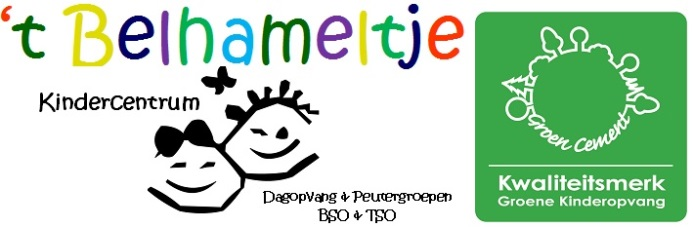 't Belhameltje
Kindercentrum
Dagopvang & Peutergroepen
BSO & TSO
Groen Cement
Kwaliteitsmerk
Groene Kinderopvang